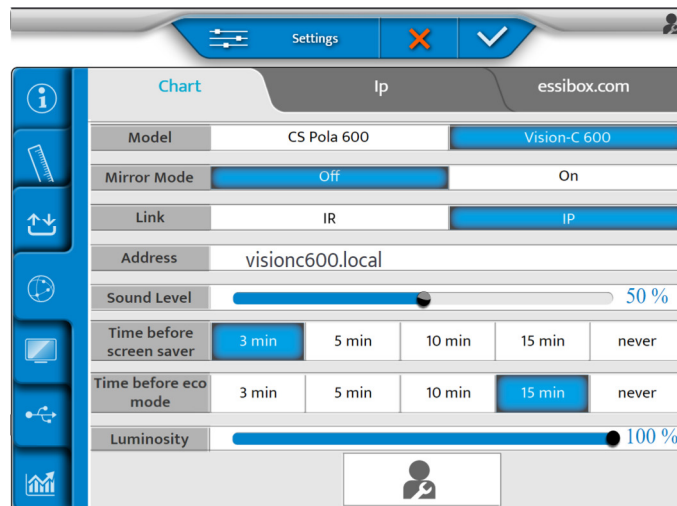 Settings
Chart Ip essibox.com
Model CS Pola 600 Vision-C 600
Mirror Mode Off On
Link IR IP
Address visionc600.local
Sound Level 50 %
Time before
screen saver 3 min 5 min 10 min 15 min never
Time before eco
mode 3 min 5 min 10 min 15 min never
Luminosity 100 %